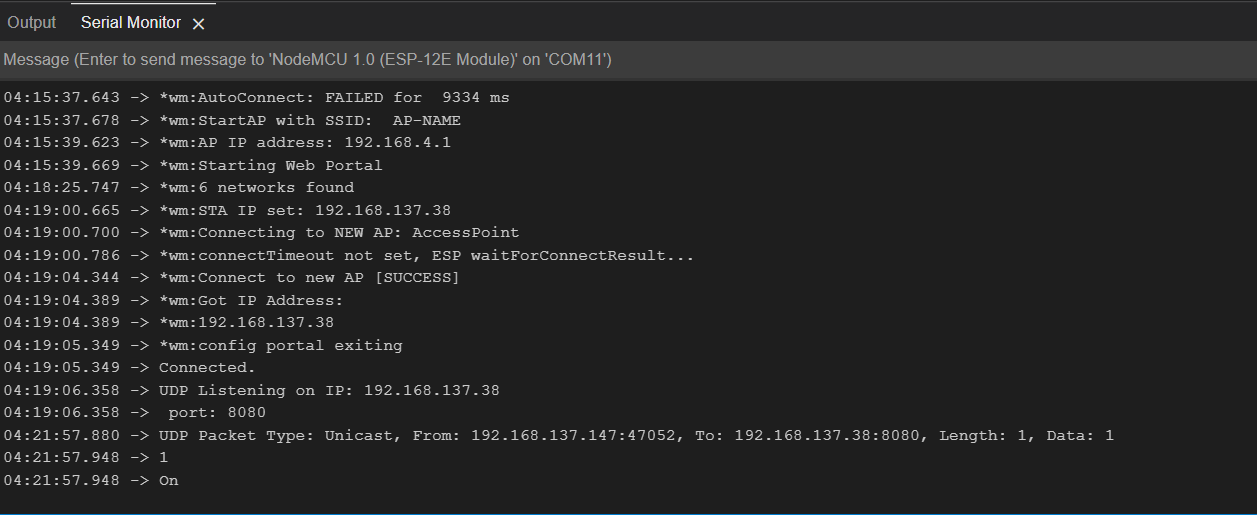 Output Serial Monitor
Message (Enter to send message to 'NodeMCU 1.0 (ESP-12E Module)' on 'COM11')
04:15:37.643 -> *wm:AutoConnect: FAILED for  9334 ms
04:15:37.678 -> *wm:StartAP with SSID:  AP-NAME
04:15:39.623 -> *wm:AP IP address: 192.168.4.1
04:15:39.669 -> *wm:Starting Web Portal
04:18:25.747 -> *wm:6 networks found
04:19:00.665 -> *wm:STA IP set: 192.168.137.38
04:19:00.700 -> *wm:Connecting to NEW AP: AccessPoint
04:19:00.786 -> *wm:connectTimeout not set, ESP waitForConnectResult...
04:19:04.344 -> *wm:Connect to new AP [SUCCESS]
04:19:04.389 -> *wm:Got IP Address:
04:19:04.389 -> *wm:192.168.137.38
04:19:05.349 -> *wm:config portal exiting
04:19:05.349 -> Connected.
04:19:06.358 -> UDP Listening on IP: 192.168.137.38
04:19:06.358 ->  port: 8080
04:21:57.880 -> UDP Packet Type: Unicast, From: 192.168.137.147:47052, To: 192.168.137.38:8080, Length: 1, Data: 1
04:21:57.948 -> 1
04:21:57.948 -> On